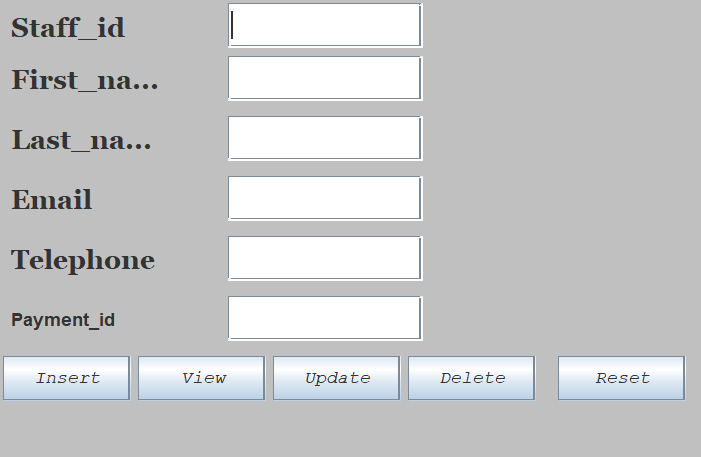 Staff_id
First_na...
Last_na...
Email
Telephone
Payment_id
Insert View Update Delete Reset